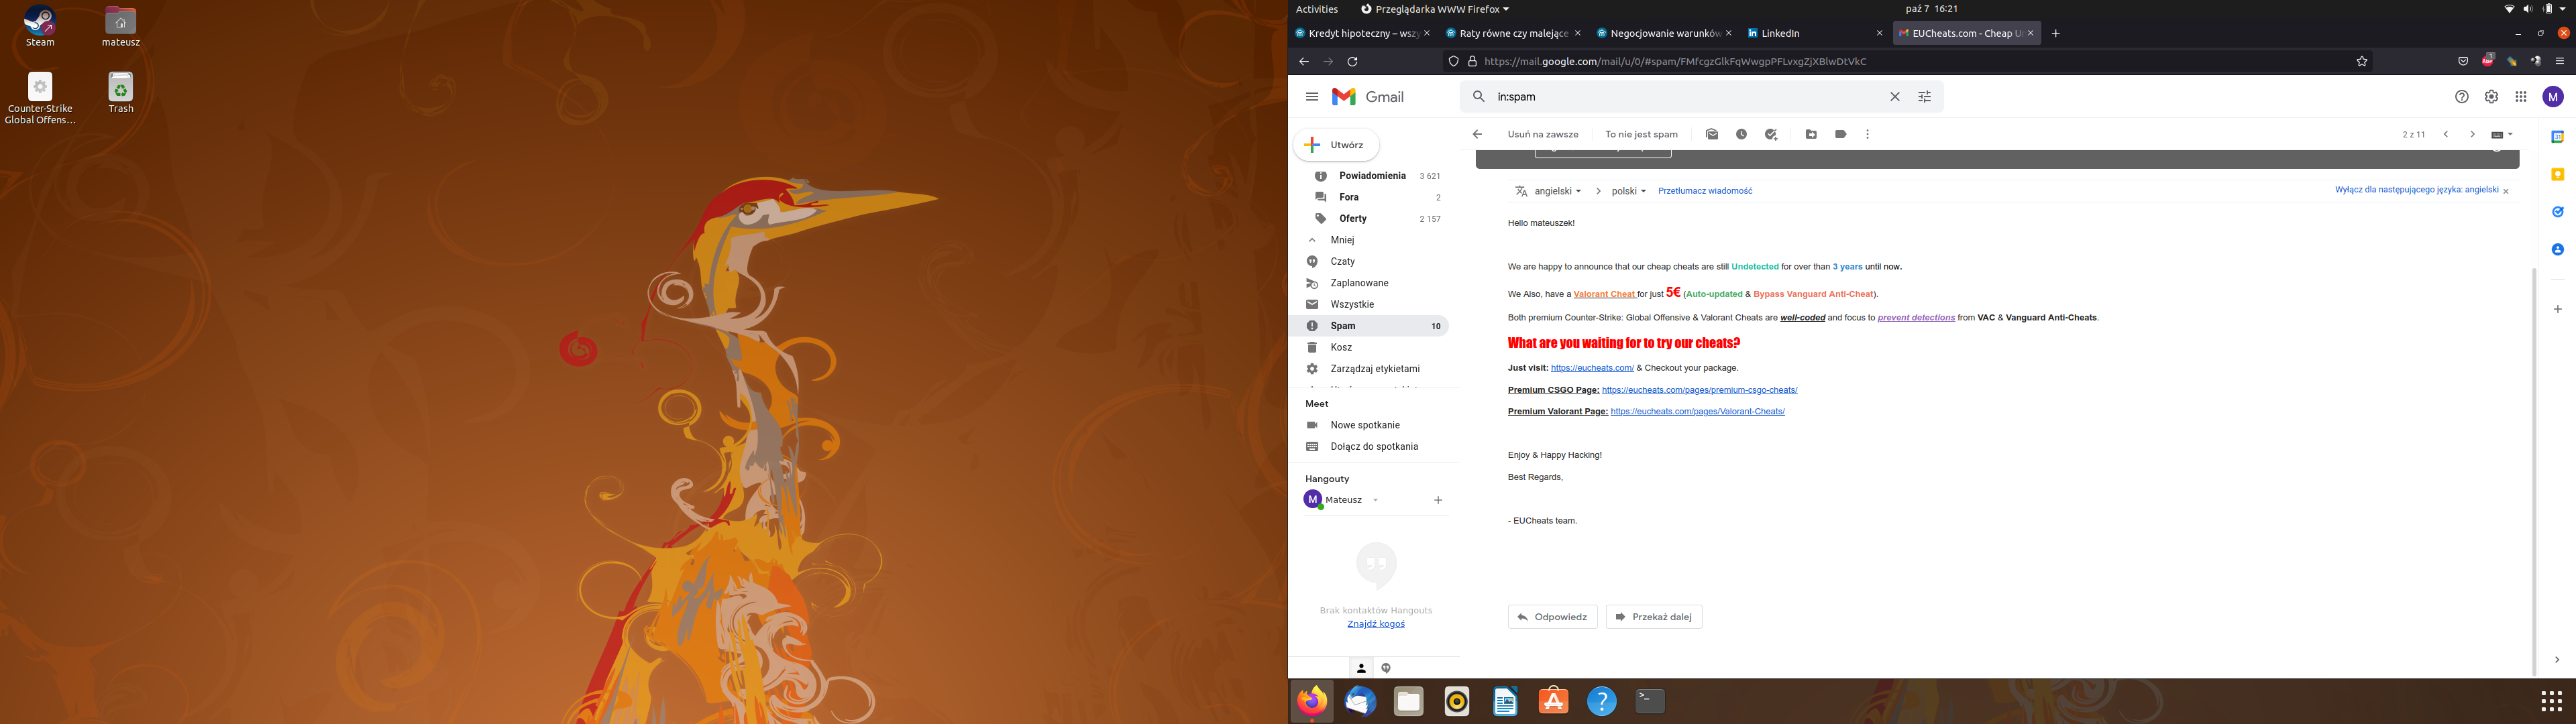 Steam
mateusz
Counter-Strike
Global Offens...
Trash
Activities
Przeglądarka WWW Firefox
paź 7 16:21
Kredyt hipoteczny – wszy
Raty równe czy malejące
Negocjowanie warunków
LinkedIn
EUCheats.com - Cheap U
https://mail.google.com/mail/u/0/#spam/FMfcgzGlkFqWwgpPFLvxgZjXBlwDtVkC
Gmail
in:spam
M
Utwórz
Usuń na zawsze
To nie jest spam
2 z 11
Powiadomienia 3 621
Fora 2
Oferty 2 157
Mniej
Czaty
Zaplanowane
Wszystkie
Spam 10
Kosz
Zarządzaj etykietami
Meet
Nowe spotkanie
Dołącz do spotkania
Hangouty
M Mateusz
Brak kontaktów Hangouts
Znajdź kogoś
angielski
polski
Przetłumacz wiadomość
Wyłącz dla następującego języka: angielski
Hello mateuszek!
We are happy to announce that our cheap cheats are still Undetected for over than 3 years until now.
We Also, have a Valorant Cheat for just 5€ (Auto-updated & Bypass Vanguard Anti-Cheat).
Both premium Counter-Strike: Global Offensive & Valorant Cheats are well-coded and focus to prevent detections from VAC & Vanguard Anti-Cheats.
What are you waiting for to try our cheats?
Just visit: https://eucheats.com/ & Checkout your package.
Premium CSGO Page: https://eucheats.com/pages/premium-csgo-cheats/
Premium Valorant Page: https://eucheats.com/pages/Valorant-Cheats/
Enjoy & Happy Hacking!
Best Regards,
- EUCheats team.
Odpowiedz
Przekaż dalej